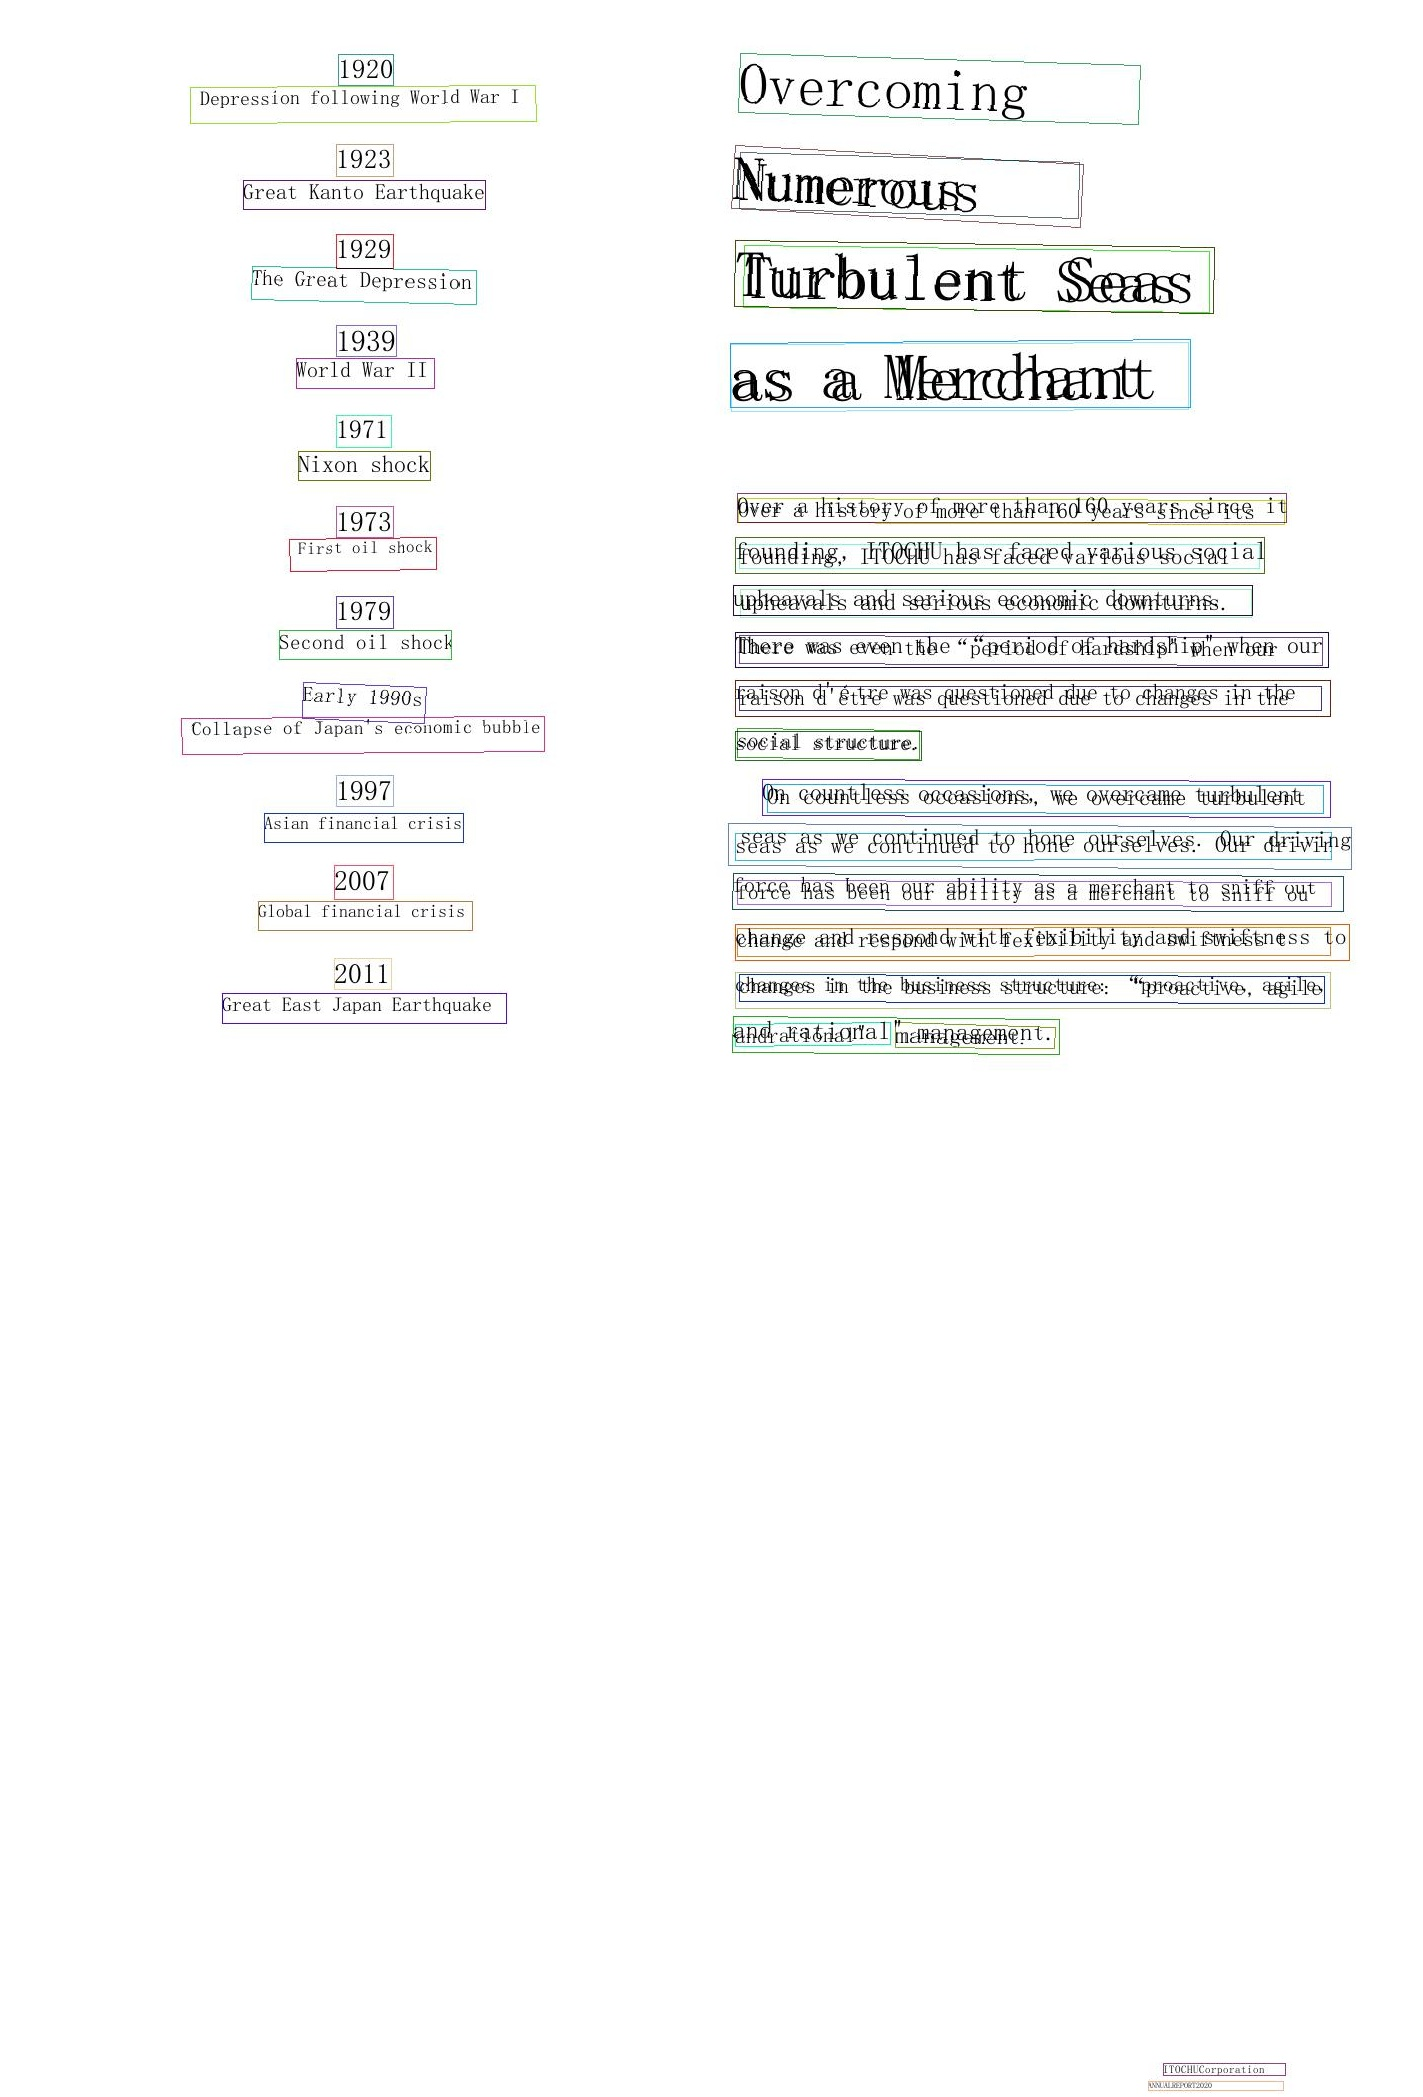 1920
Depression following World War I
1923
Great Kanto Earthquake
1929
The Great Depression
1939
World War II
1971
Nixon shock
1973
First oil shock
1979
Second oil shock
Early 1990s
Collapse of Japan's economic bubble
1997
Asian financial crisis
2007
Global financial crisis
2011
Great East Japan Earthquake
Overcoming
Numerous
Turbulent Seas
as a Merchant
Over a history of more than 160 years since its
founding, ITOCHU has faced various social
upheavals and serious economic downturns.
There was even the “period of hardship" when our
raison d'étre was questioned due to changes in the
social structure.
On countless occasions, we overcame turbulent
seas as we continued to hone ourselves. Our driving
force has been our ability as a merchant to sniff out
change and respond with fexibility and swiftness to
changes in the business structure: “proactive, agile,
and rational" management.
ITOCHUCorporation
ANNUALREPORT2020